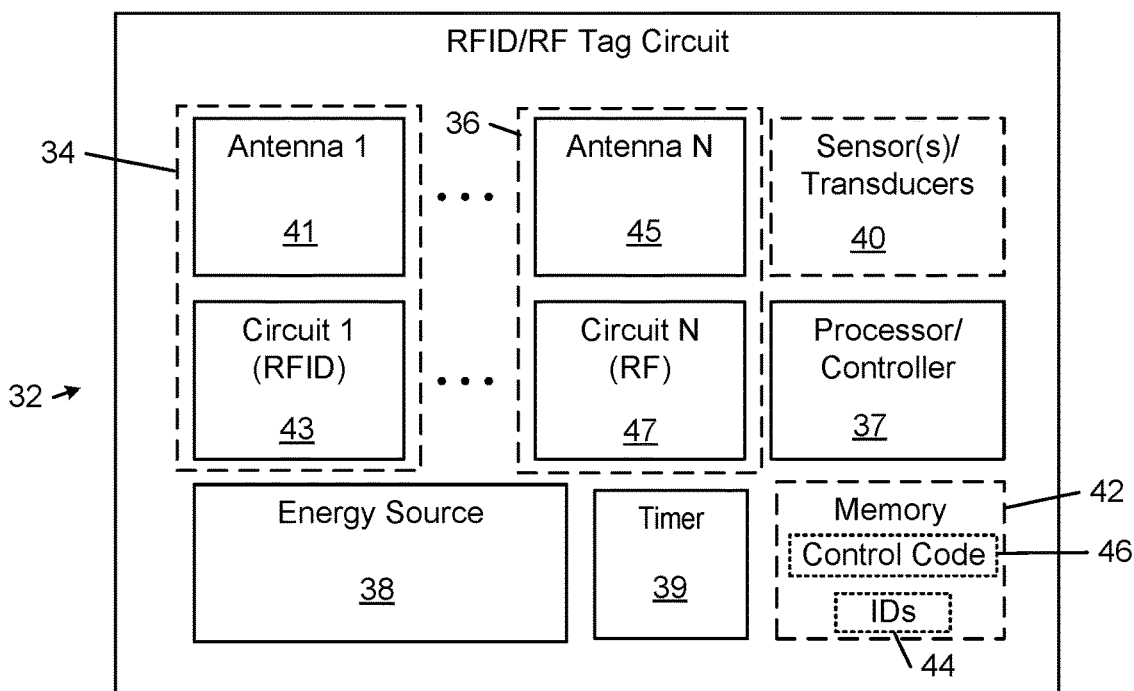 RFID/RF Tag Circuit
34
Antenna 1
41
36
Antenna N
45
Sensor(s)/
Transducers
40
32
Circuit 1
(RFID)
43
Circuit N
(RF)
47
Processor/
Controller
37
Energy Source
38
Timer
39
Memory
42
Control Code
46
IDs
44